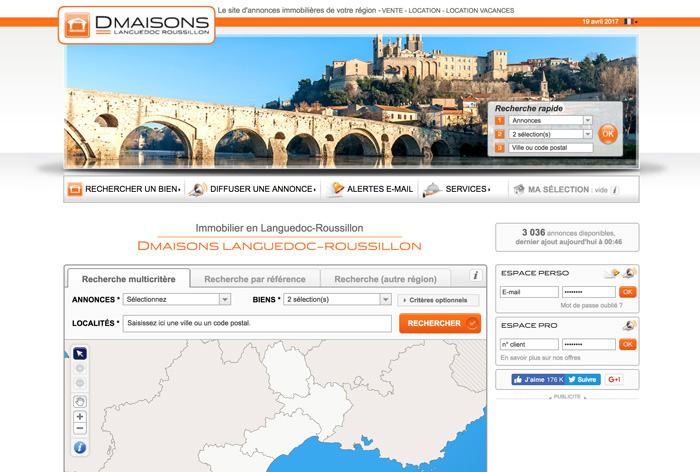 DMAISONS
LANGUEDOC ROUSSILLON
Le site d'annonces immobilières de votre région - VENTE - LOCATION - LOCATION VACANCES
19 avril 2017
Recherche rapide
1 Annonces
2 2 sélection(s)
3 Ville ou code postal
OK
RECHERCHER UN BIEN
DIFFUSER UNE ANNONCE
ALERTES E-MAIL
SERVICES
MA SÉLECTION : vide i
Immobilier en Languedoc-Roussillon
DMAISONS LANGUEDOC-ROUSSILLON
3 036 annonces disponibles,
dernier ajout aujourd'hui à 00:46
Recherche multicritère
Recherche par référence
Recherche (autre région)
i
ANNONCES * Sélectionnez
BIENS * 2 sélection(s)
Critères optionnels
LOCALITÉS * Saisissez ici une ville ou un code postal.
RECHERCHER
ESPACE PERSO
E-mail
••••••••
OK
Mot de passe oublié ?
ESPACE PRO
n° client
••••••••
OK
En savoir plus sur nos offres
J'aime 176 K
Suivre
G+1
PUBLICITE
+
−
i